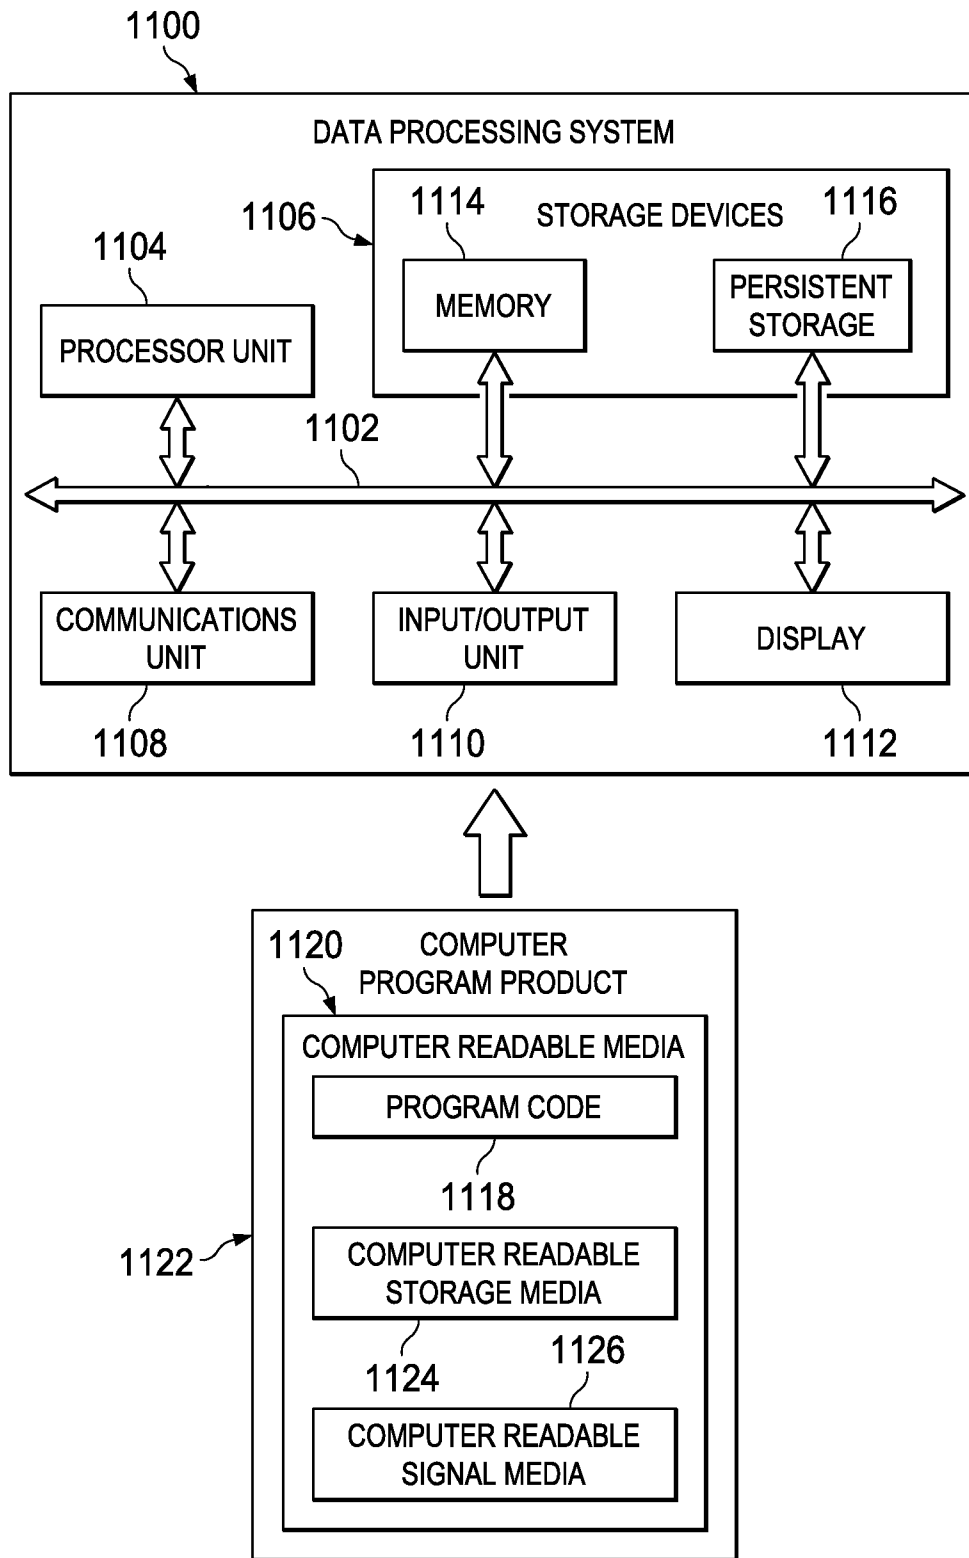 1100
DATA PROCESSING SYSTEM
1106
1114
STORAGE DEVICES
1116
1104
MEMORY
PERSISTENT
STORAGE
PROCESSOR UNIT
1102
COMMUNICATIONS
UNIT
INPUT/OUTPUT
UNIT
DISPLAY
1108
1110
1112
1120
COMPUTER
PROGRAM PRODUCT
COMPUTER READABLE MEDIA
PROGRAM CODE
1118
1122
COMPUTER READABLE
STORAGE MEDIA
1124
1126
COMPUTER READABLE
SIGNAL MEDIA